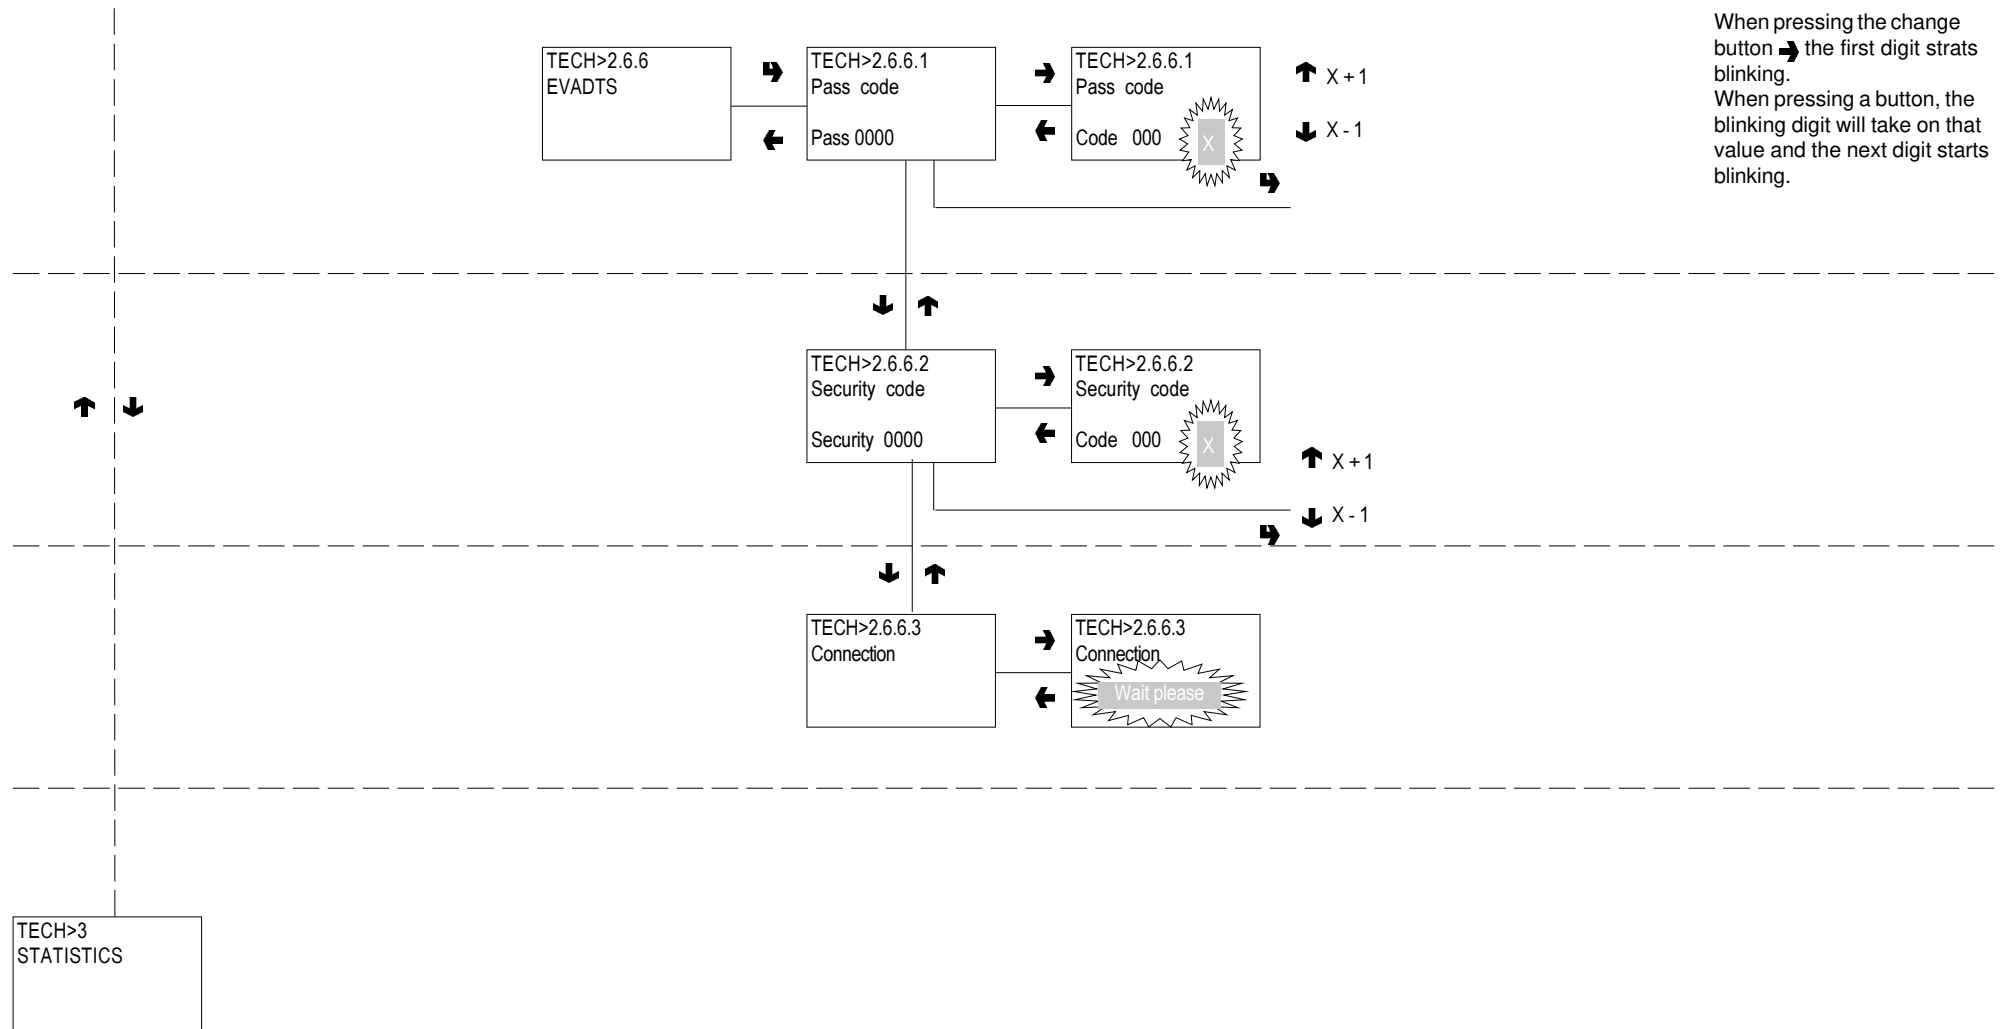 TECH>2.6.6
EVADTS
TECH>2.6.6.1
Pass code
Pass 0000
TECH>2.6.6.1
Pass code
Code 000 X
X + 1
X - 1
When pressing the change
button the first digit strats
blinking.
When pressing a button, the
blinking digit will take on that
value and the next digit starts
blinking.
TECH>2.6.6.2
Security code
Security 0000
TECH>2.6.6.2
Security code
Code 000 X
X + 1
X - 1
TECH>2.6.6.3
Connection
TECH>2.6.6.3
Connection
Wait please
TECH>3
STATISTICS